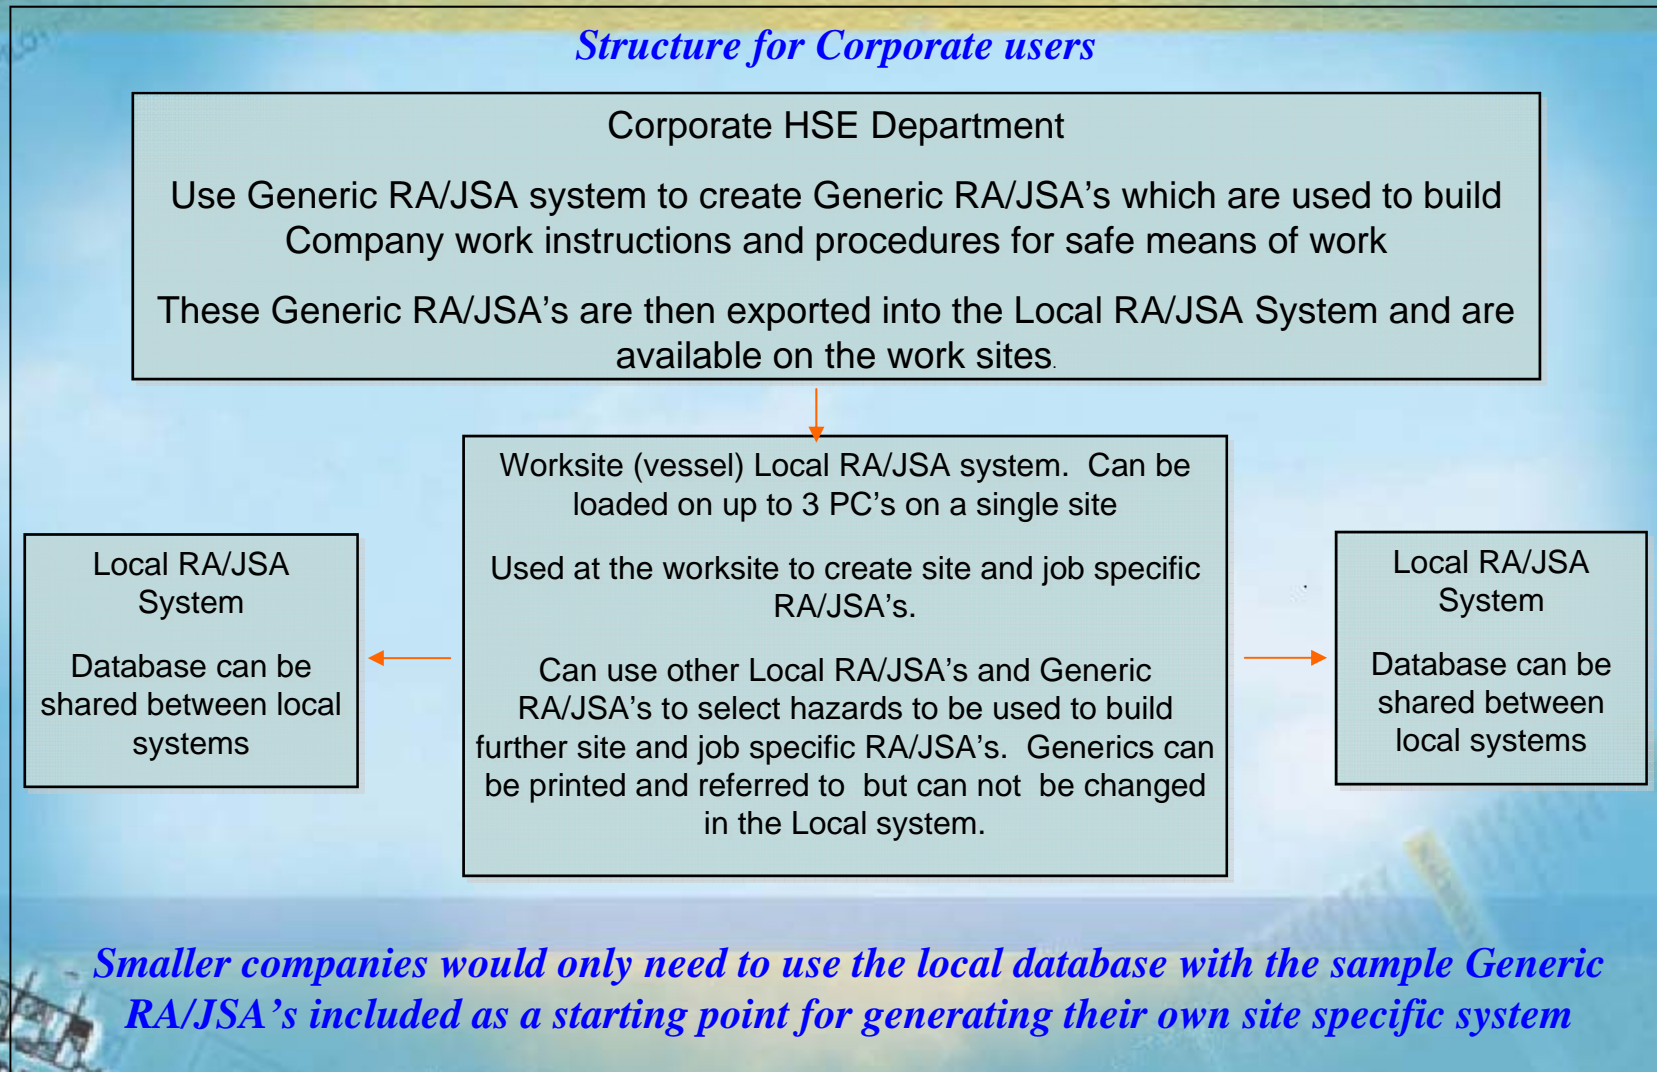 Structure for Corporate users
Corporate HSE Department
Use Generic RA/JSA system to create Generic RA/JSA’s which are used to build
Company work instructions and procedures for safe means of work
These Generic RA/JSA’s are then exported into the Local RA/JSA System and are
available on the work sites.
Worksite (vessel) Local RA/JSA system.  Can be
loaded on up to 3 PC’s on a single site
Used at the worksite to create site and job specific
RA/JSA’s.
Can use other Local RA/JSA’s and Generic
RA/JSA’s to select hazards to be used to build
further site and job specific RA/JSA’s.  Generics can
be printed and referred to  but can not  be changed
in the Local system.
Local RA/JSA
System
Database can be
shared between local
systems
Local RA/JSA
System
Database can be
shared between
local systems
Smaller companies would only need to use the local database with the sample Generic
RA/JSA’s included as a starting point for generating their own site specific system